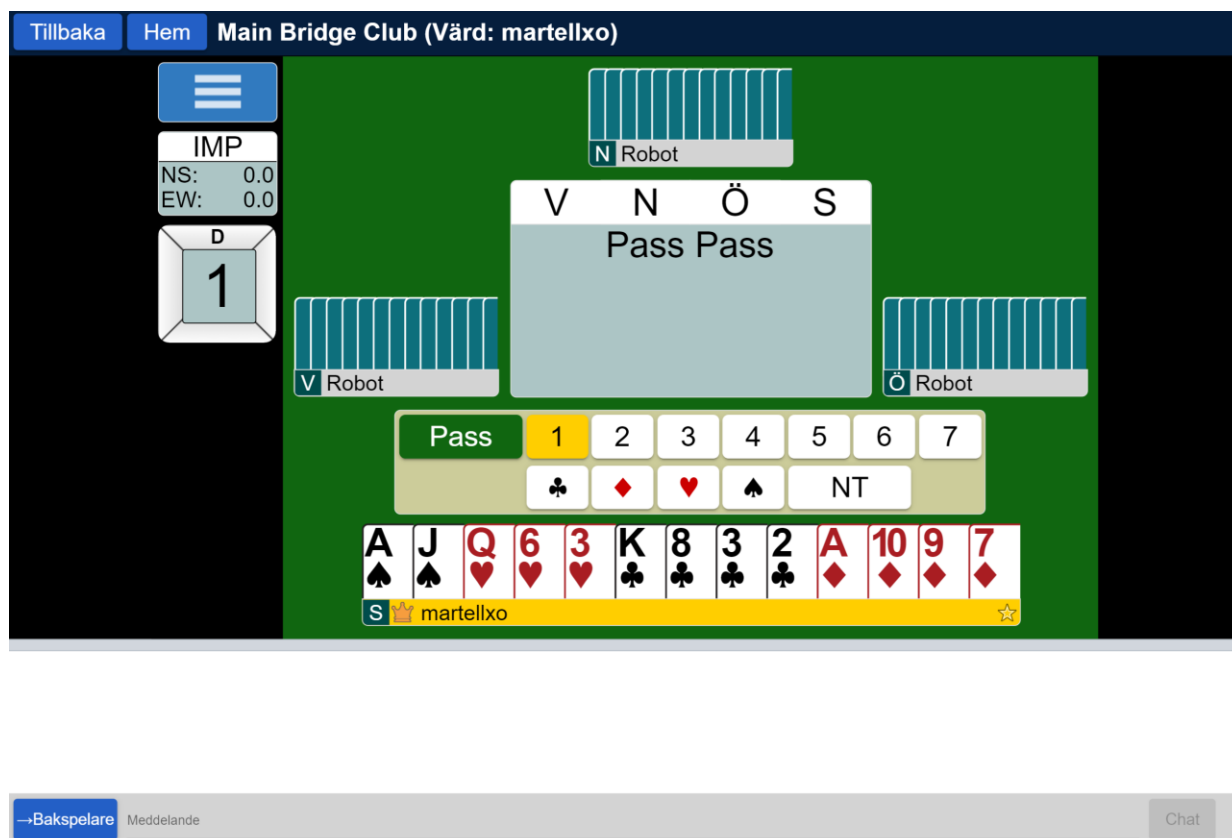 Tillbaka Hem Main Bridge Club (Värd: martellxo)
IMP
NS: 0.0
EW: 0.0
D
1
N Robot
V N Ö S
Pass Pass
V Robot
Ö Robot
Pass 1 2 3 4 5 6 7
♣ ♦ ♥ ♠ NT
A J Q 6 3 K 8 3 2 A 10 9 7
♠ ♠ ♥ ♥ ♥ ♣ ♣ ♣ ♣ ♦ ♦ ♦ ♦
S martellxo
→Bakspelare Meddelande Chat